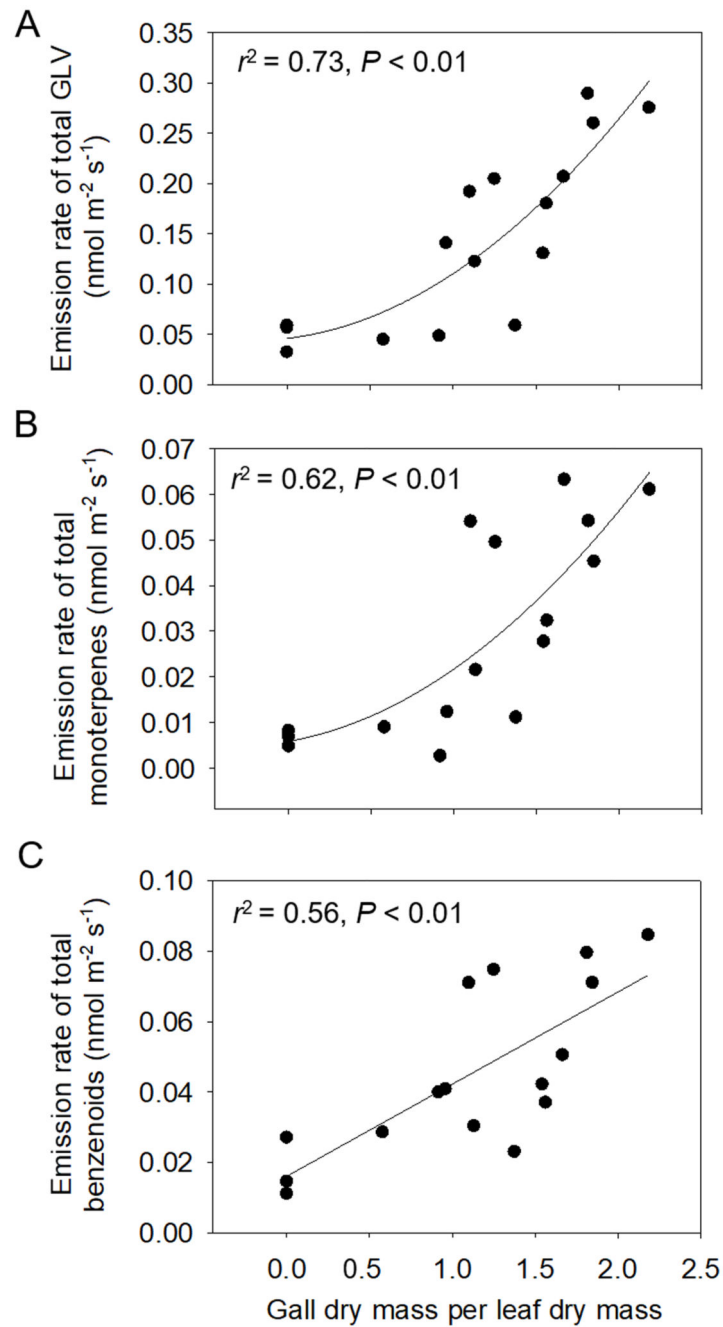 A
Emission rate of total GLV
(nmol m⁻² s⁻¹)
0.35
0.30
0.25
0.20
0.15
0.10
0.05
0.00
r² = 0.73, P < 0.01
B
Emission rate of total
monoterpenes (nmol m⁻² s⁻¹)
0.07
0.06
0.05
0.04
0.03
0.02
0.01
0.00
r² = 0.62, P < 0.01
C
Emission rate of total
benzenoids (nmol m⁻² s⁻¹)
0.10
0.08
0.06
0.04
0.02
0.00
r² = 0.56, P < 0.01
0.0 0.5 1.0 1.5 2.0 2.5
Gall dry mass per leaf dry mass